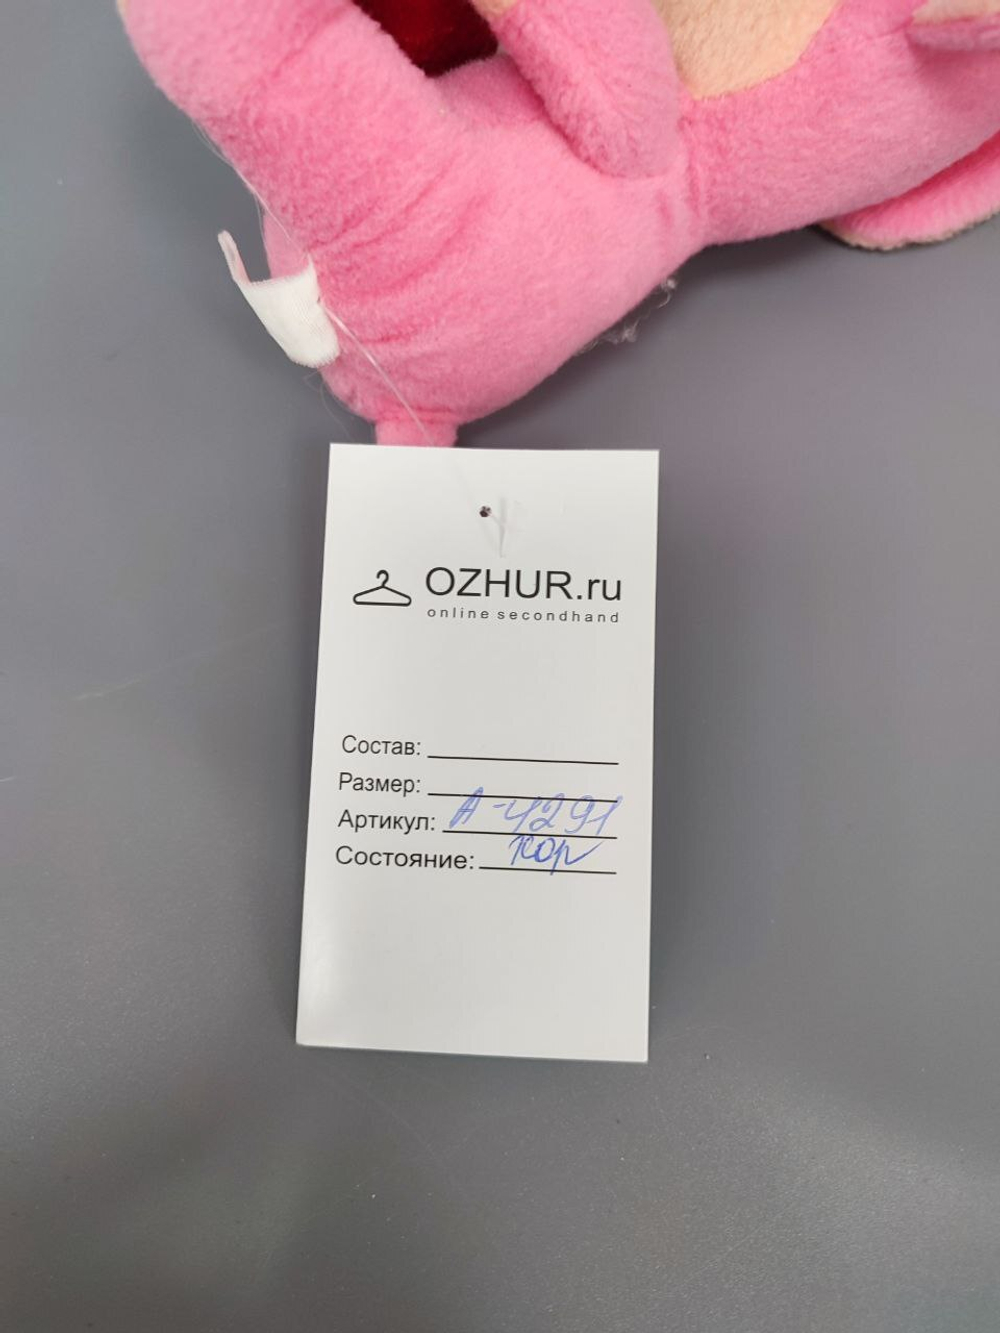 OZHUR.ru
online secondhand
Состав:
Размер:
Артикул: А-4291
Состояние: хор